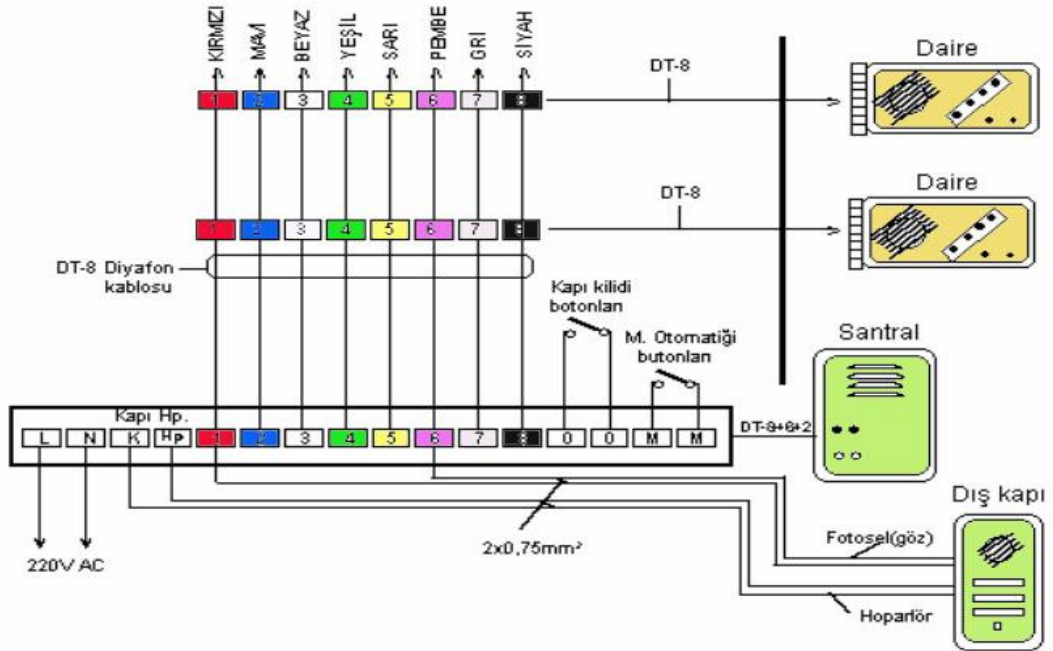 KIRMIZI
MAVİ
BEYAZ
YEŞİL
SARI
PEMBE
GRİ
SİYAH
1 2 3 4 5 6 7 8
DT-8
Daire
1 2 3 4 5 6 7 8
DT-8
Daire
DT-8 Diyafon
kablosu
Kapı kilidi
botonları
M. Otomatiği
butonları
Santral
Kapı Hp.
L N K Hp 1 2 3 4 5 6 7 8 0 0 M M
DT-8+6+2
Dış kapı
2x0,75mm²
Fotosel(göz)
220V AC
Hoparlör